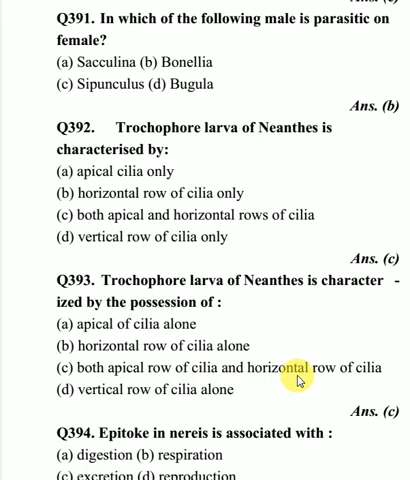 Q391. In which of the following male is parasitic on
female?
(a) Sacculina (b) Bonellia
(c) Sipunculus (d) Bugula
Ans. (b)
Q392. Trochophore larva of Neanthes is
characterised by:
(a) apical cilia only
(b) horizontal row of cilia only
(c) both apical and horizontal rows of cilia
(d) vertical row of cilia only
Ans. (c)
Q393. Trochophore larva of Neanthes is character -
ized by the possession of :
(a) apical of cilia alone
(b) horizontal row of cilia alone
(c) both apical row of cilia and horizontal row of cilia
(d) vertical row of cilia alone
Ans. (c)
Q394. Epitoke in nereis is associated with :
(a) digestion (b) respiration
(c) excretion (d) reproduction